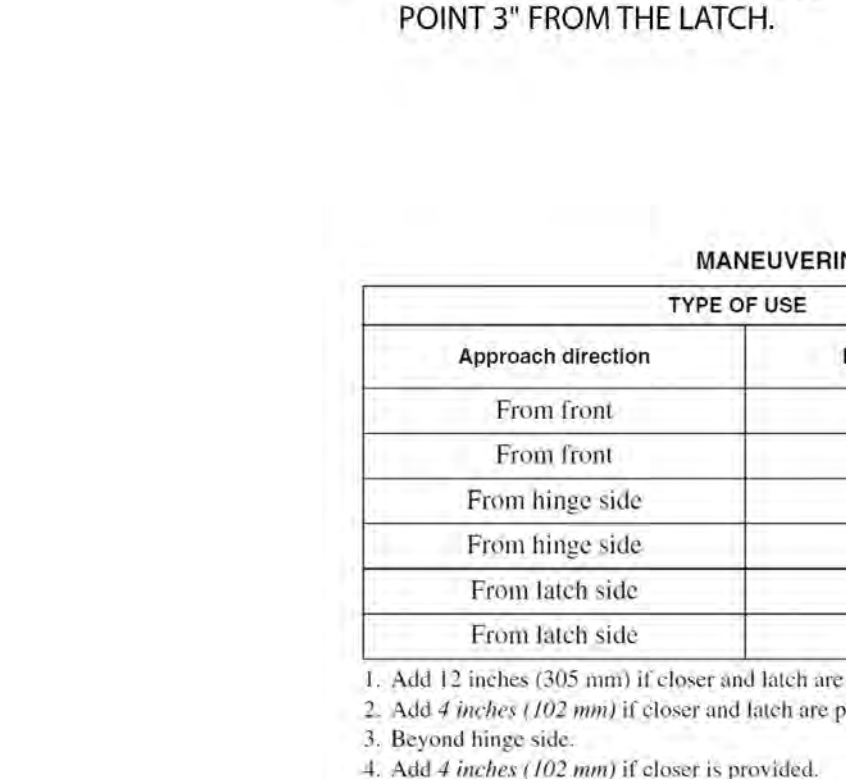 POINT 3" FROM THE LATCH.
MANEUVERIN
TYPE OF USE
Approach direction
From front
From front
From hinge side
From hinge side
From latch side
From latch side
1. Add 12 inches (305 mm) if closer and latch are
2. Add 4 inches (102 mm) if closer and latch are p
3. Beyond hinge side.
4. Add 4 inches (102 mm) if closer is provided.